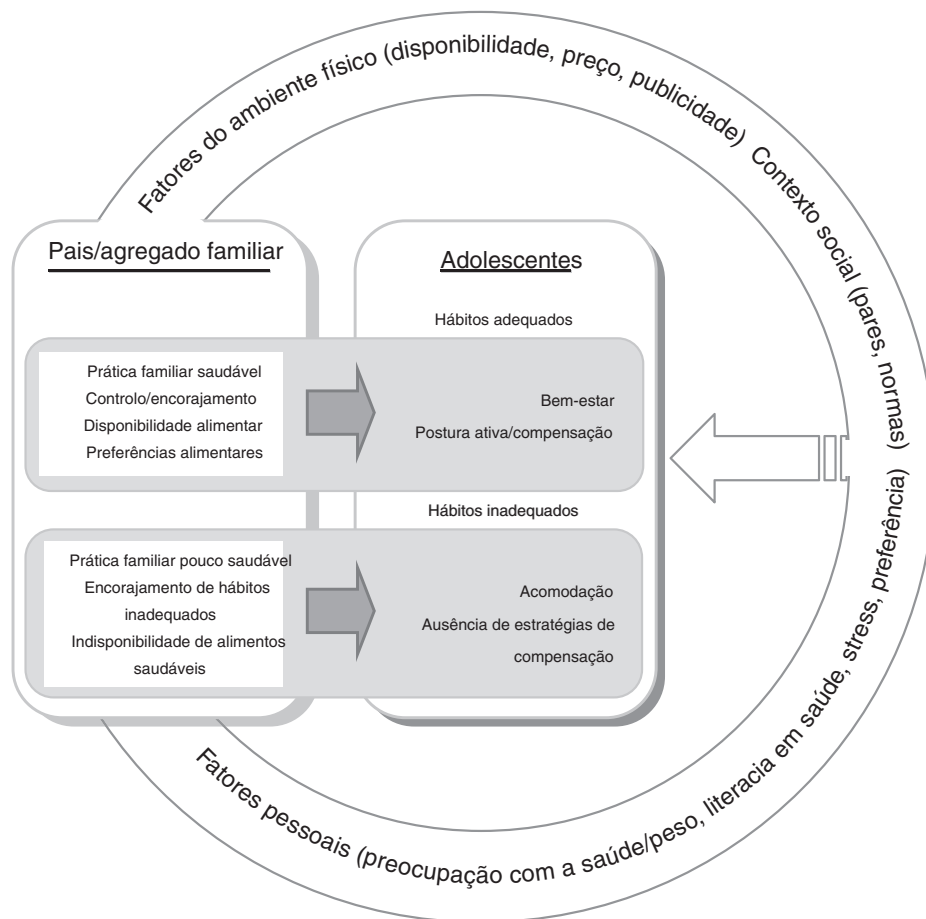 Fatores do ambiente físico (disponibilidade, preço, publicidade)
Contexto social (pares, normas)
Pais/agregado familiar
Adolescentes
Hábitos adequados
Prática familiar saudável
Controlo/encorajamento
Disponibilidade alimentar
Preferências alimentares
Bem-estar
Postura ativa/compensação
Hábitos inadequados
Prática familiar pouco saudável
Encorajamento de hábitos
inadequados
Indisponibilidade de alimentos
saudáveis
Acomodação
Ausência de estratégias de
compensação
Fatores pessoais (preocupação com a saúde/peso, literacia em saúde, stress, preferência)